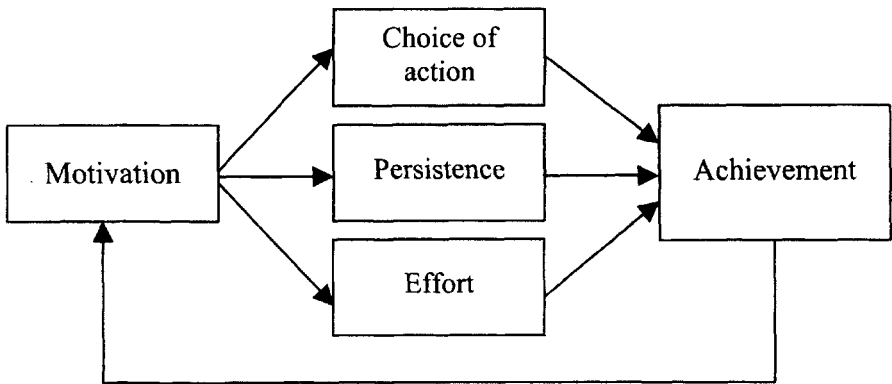 Choice of
action
Motivation
Persistence
Achievement
Effort